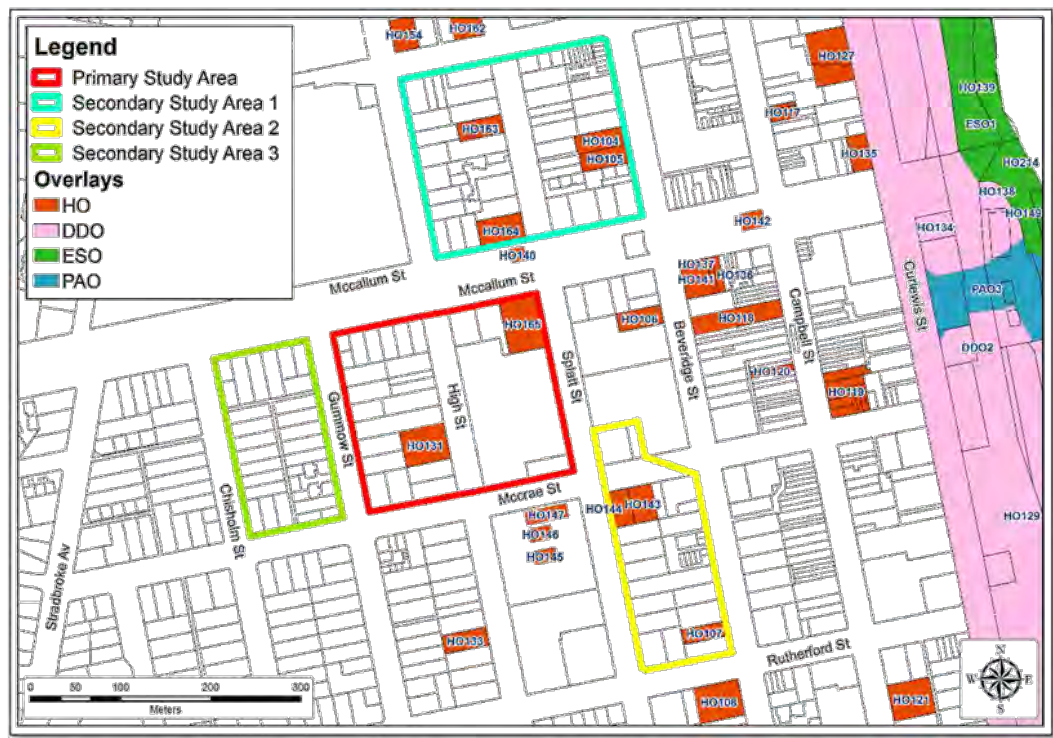 Legend
Primary Study Area
Secondary Study Area 1
Secondary Study Area 2
Secondary Study Area 3
Overlays
HO
DDO
ESO
PAO
HO154
HO162
HO127
HO139
HO163
HO104
HO105
HO117
ESO1
HO135
HO214
HO138
HO149
HO164
HO140
HO142
HO134
Mccallum St
Mccallum St
HO137
HO141
HO136
Curlewis St
PAO3
HO165
HO106
HO118
Campbell St
Beveridge St
Splatt St
DDO2
HO120
HO119
High St
Gummow St
HO131
Mccrae St
HO147
HO144
HO143
HO146
HO145
HO129
Chisholm St
Stradbroke Av
HO133
HO107
Rutherford St
HO108
HO121
N
W
E
S
0 50 100 200 300
Meters